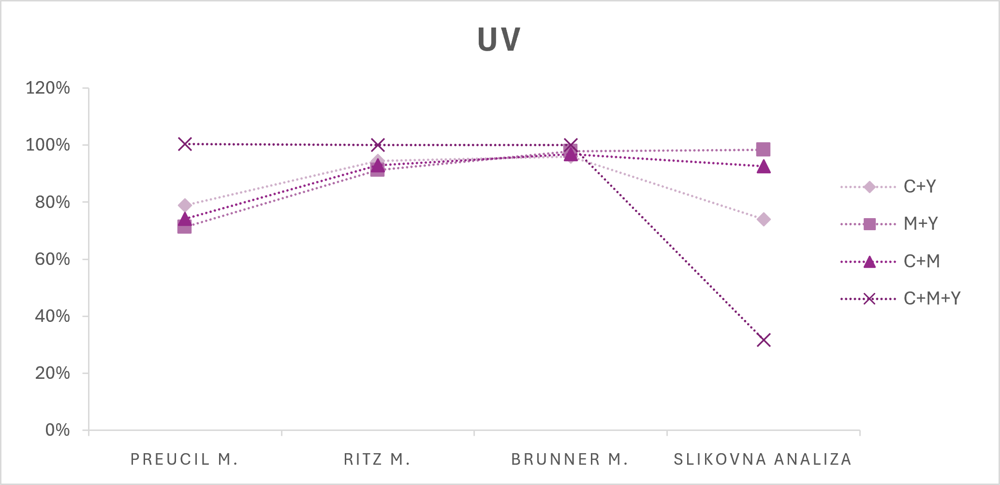 UV
120%
100%
80%
60%
40%
20%
0%
PREUCIL M.
RITZ M.
BRUNNER M.
SLIKOVNA ANALIZA
C+Y
M+Y
C+M
C+M+Y